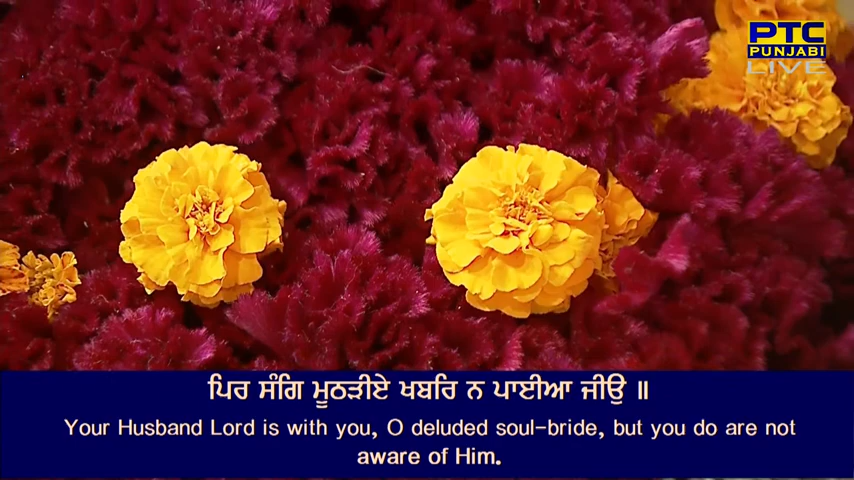 PTC
PUNJABI
LIVE
ਪਿਰ ਸੰਗਿ ਮੂਠੜੀਏ ਖਬਰਿ ਨ ਪਾਈਆ ਜੀਉ ॥
Your Husband Lord is with you, O deluded soul-bride, but you do are not
aware of Him.